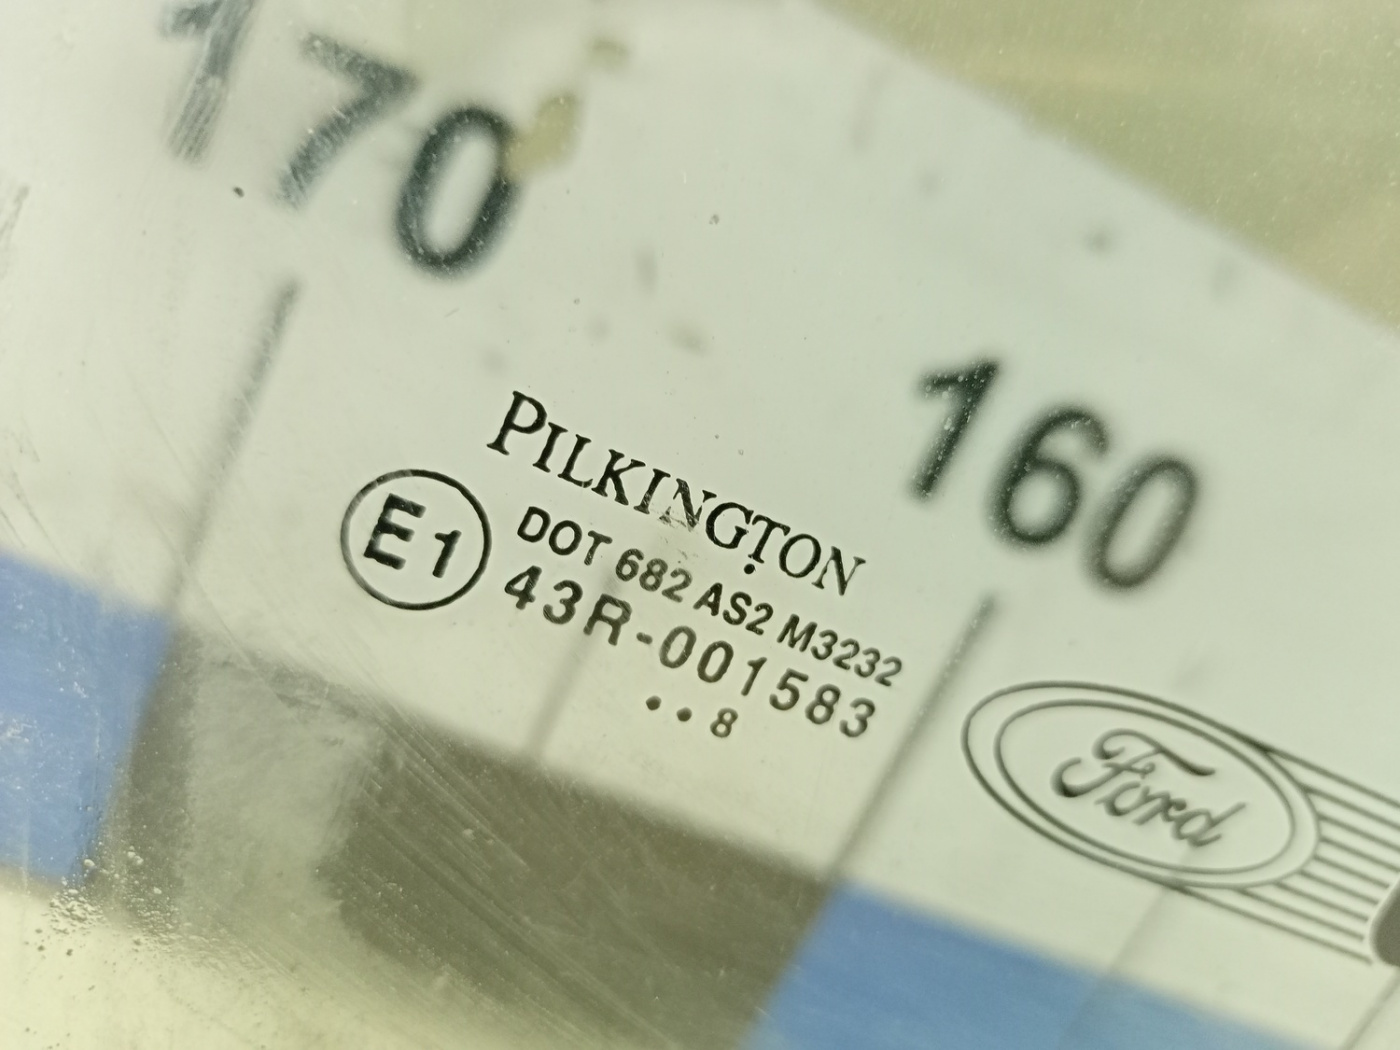 170
160
PILKINGTON
E1
DOT 682 AS2 M3232
43R-001583
• • 8
Ford